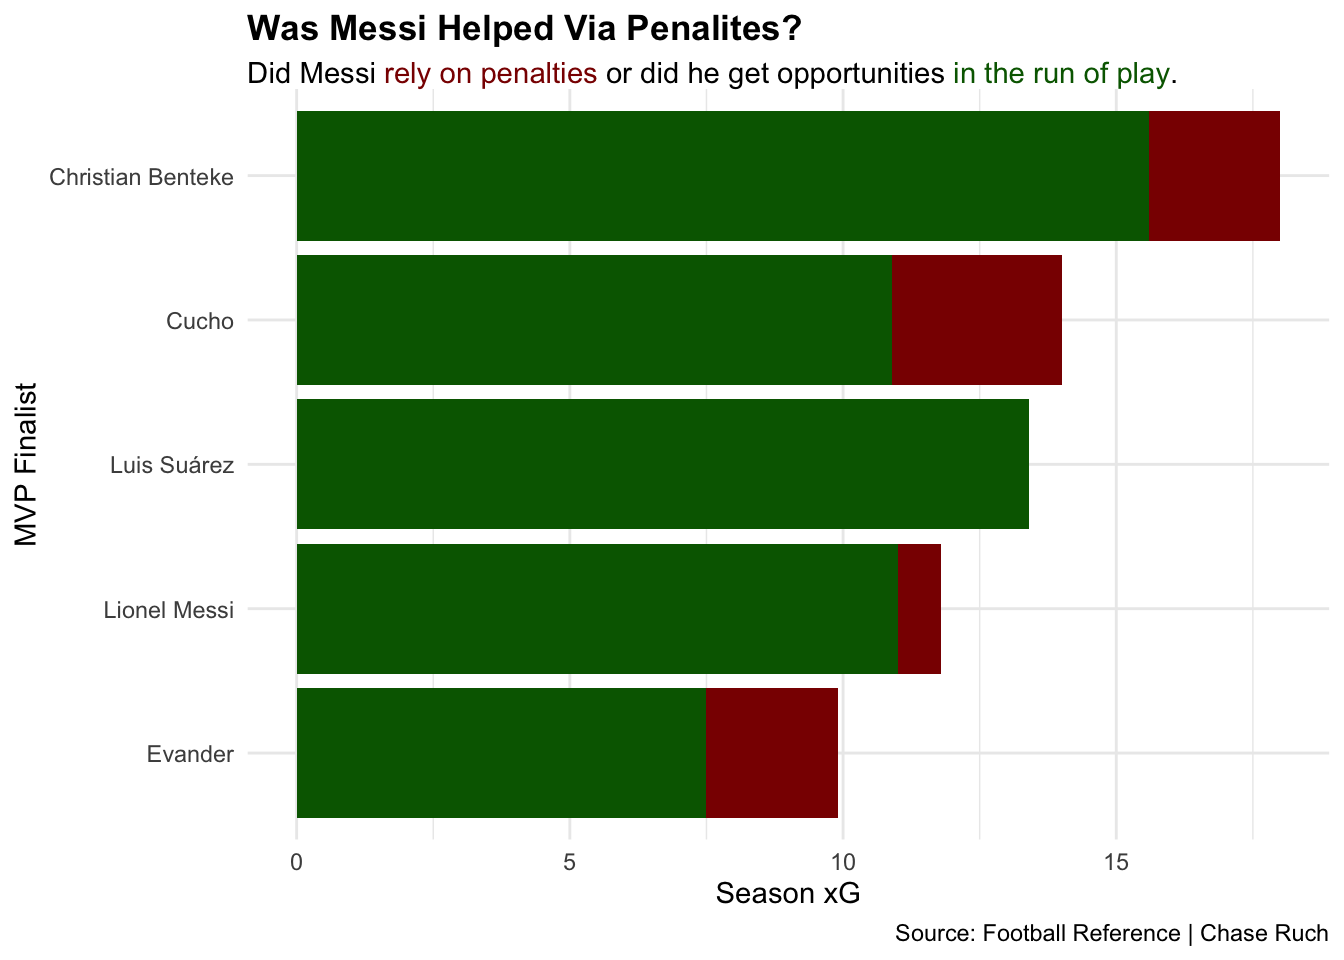 Was Messi Helped Via Penalites?
Did Messi rely on penalties or did he get opportunities in the run of play.
Christian Benteke
Cucho
Luis Suárez
Lionel Messi
Evander
MVP Finalist
0 5 10 15
Season xG
Source: Football Reference | Chase Ruch